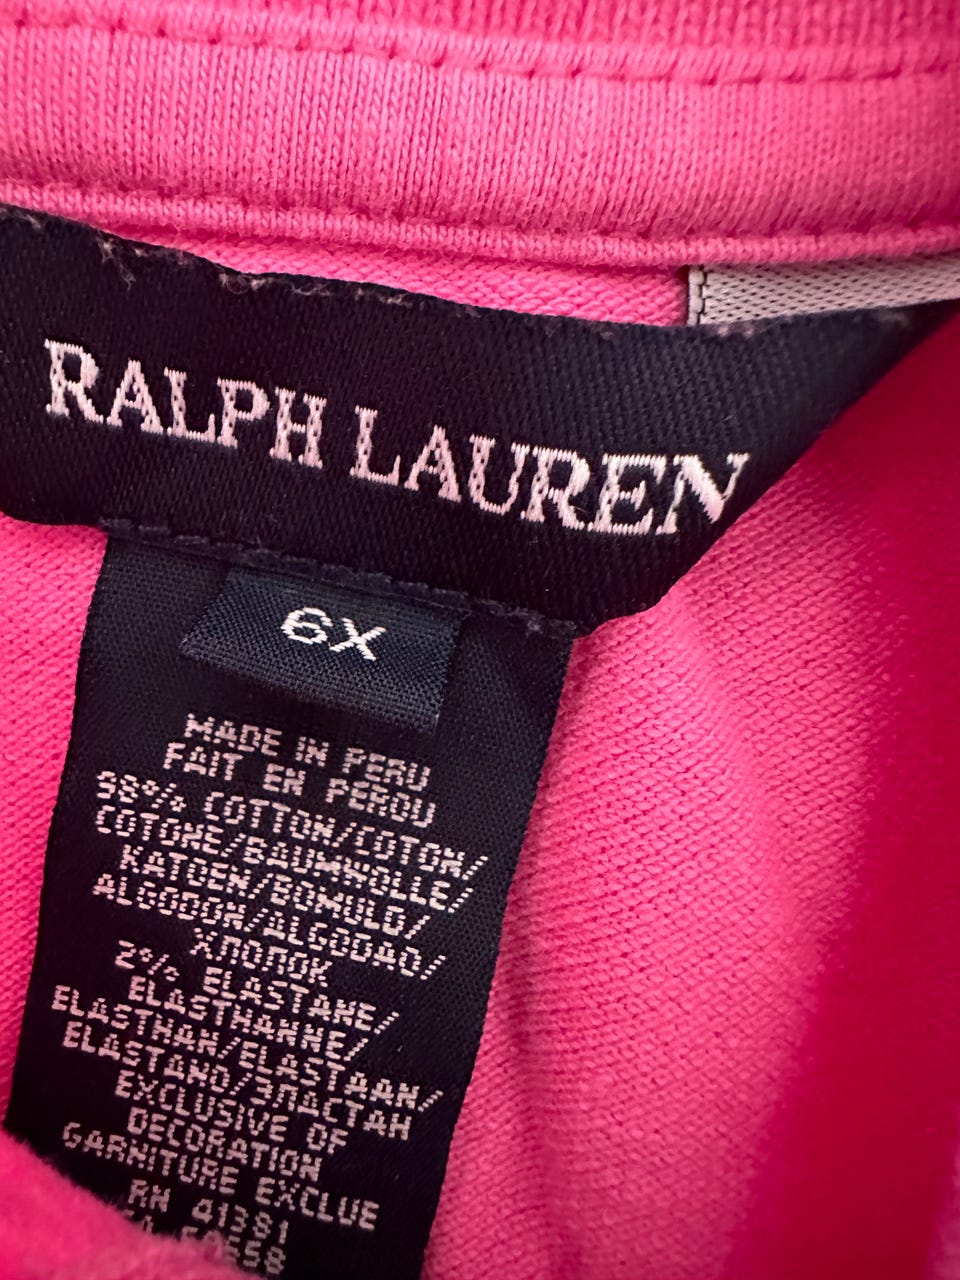 RALPH LAUREN
6X
MADE IN PERU
FAIT EN PEROU
98% COTTON/COTON/
COTONE/BAUMWOLLE/
KATOEN/BOMULD/
ALGODON/ALGODAO/
ХЛОПОК
2% ELASTANE/
ELASTHANNE/
ELASTHAN/ELASTAAN/
ELASTANO/ЭЛАСТАН
EXCLUSIVE OF
DECORATION
GARNITURE EXCLUE
RN 41381